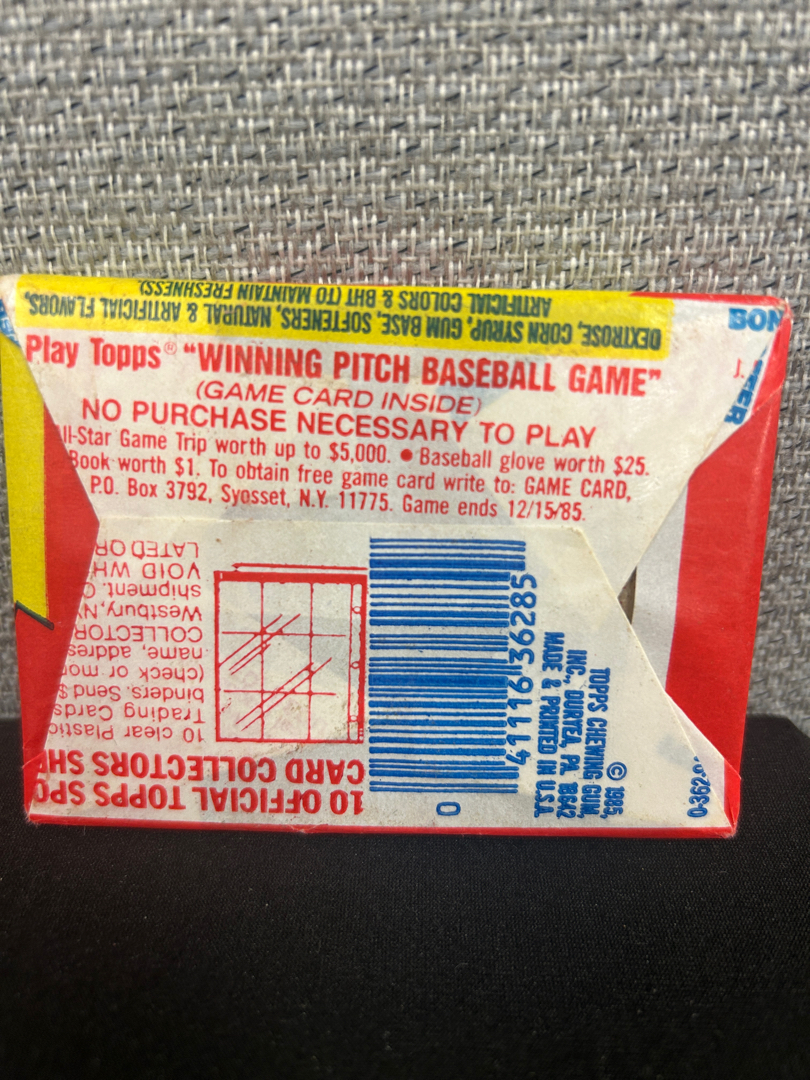 DEXTROSE, CORN SYRUP, GUM BASE, SOFTENERS, NATURAL & ARTIFICIAL FLAVORS,
ARTIFICIAL COLORS & BHT (TO MAINTAIN FRESHNESS).
BON
Play Topps® “WINNING PITCH BASEBALL GAME”
(GAME CARD INSIDE)
NO PURCHASE NECESSARY TO PLAY
ll-Star Game Trip worth up to $5,000. ● Baseball glove worth $25.
Book worth $1. To obtain free game card write to: GAME CARD,
P.O. Box 3792, Syosset, N.Y. 11775. Game ends 12/15/85.
10 OFFICIAL TOPPS SPO
CARD COLLECTORS SH
10 clear Plastic
Trading Cards
binders. Send $
(check or mo
name, addres
COLLECTOR
Westbury, N
shipment. O
VOID WH
LATED OR
0
41116 36285
© 1985,
TOPPS CHEWING GUM,
INC., DURYEA, PA. 18642
MADE & PRINTED IN U.S.A.
0-362